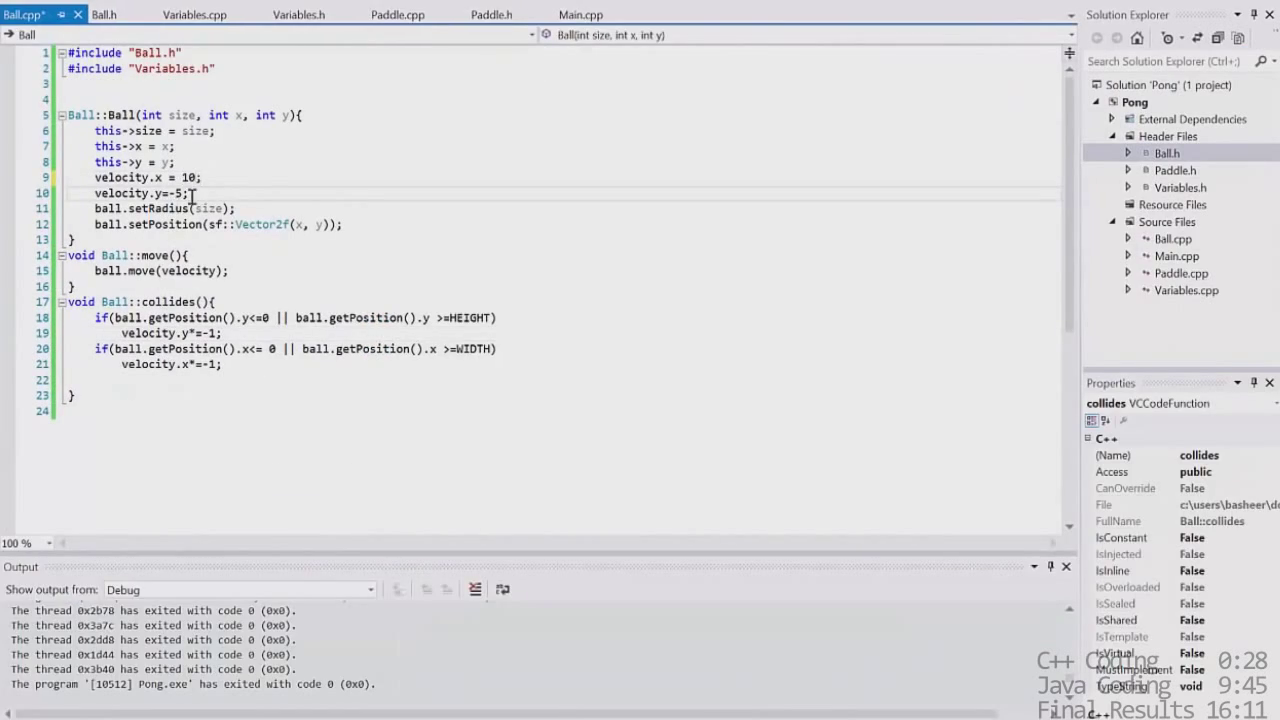 Ball.cpp*
Ball.h
Variables.cpp
Variables.h
Paddle.cpp
Paddle.h
Main.cpp
Ball
Ball(int size, int x, int y)
1 #include "Ball.h"
2 #include "Variables.h"
3
4
5 Ball::Ball(int size, int x, int y){
6 this->size = size;
7 this->x = x;
8 this->y = y;
9 velocity.x = 10;
10 velocity.y=-5;
11 ball.setRadius(size);
12 ball.setPosition(sf::Vector2f(x, y));
13 }
14 void Ball::move(){
15 ball.move(velocity);
16 }
17 void Ball::collides(){
18 if(ball.getPosition().y<=0 || ball.getPosition().y >=HEIGHT)
19 velocity.y*=-1;
20 if(ball.getPosition().x<= 0 || ball.getPosition().x >=WIDTH)
21 velocity.x*=-1;
22
23 }
24
100 %
Output
Show output from: Debug
The thread 0x2b78 has exited with code 0 (0x0).
The thread 0x3a7c has exited with code 0 (0x0).
The thread 0x2dd8 has exited with code 0 (0x0).
The thread 0x1d44 has exited with code 0 (0x0).
The thread 0x3b40 has exited with code 0 (0x0).
The program '[10512] Pong.exe' has exited with code 0 (0x0).
Solution Explorer
Search Solution Explorer (Ctrl+;)
Solution 'Pong' (1 project)
Pong
External Dependencies
Header Files
Ball.h
Paddle.h
Variables.h
Resource Files
Source Files
Ball.cpp
Main.cpp
Paddle.cpp
Variables.cpp
Properties
collides VCCodeFunction
C++
(Name) collides
Access public
CanOverride False
File c:\users\basheer\do
FullName Ball::collides
IsConstant False
IsInjected False
IsInline False
IsOverloaded False
IsSealed False
IsShared False
IsTemplate False
IsVirtual False
MustImplement False
TypeString void
C++
C++ Coding 0:28
Java Coding 9:45
Final Results 16:11